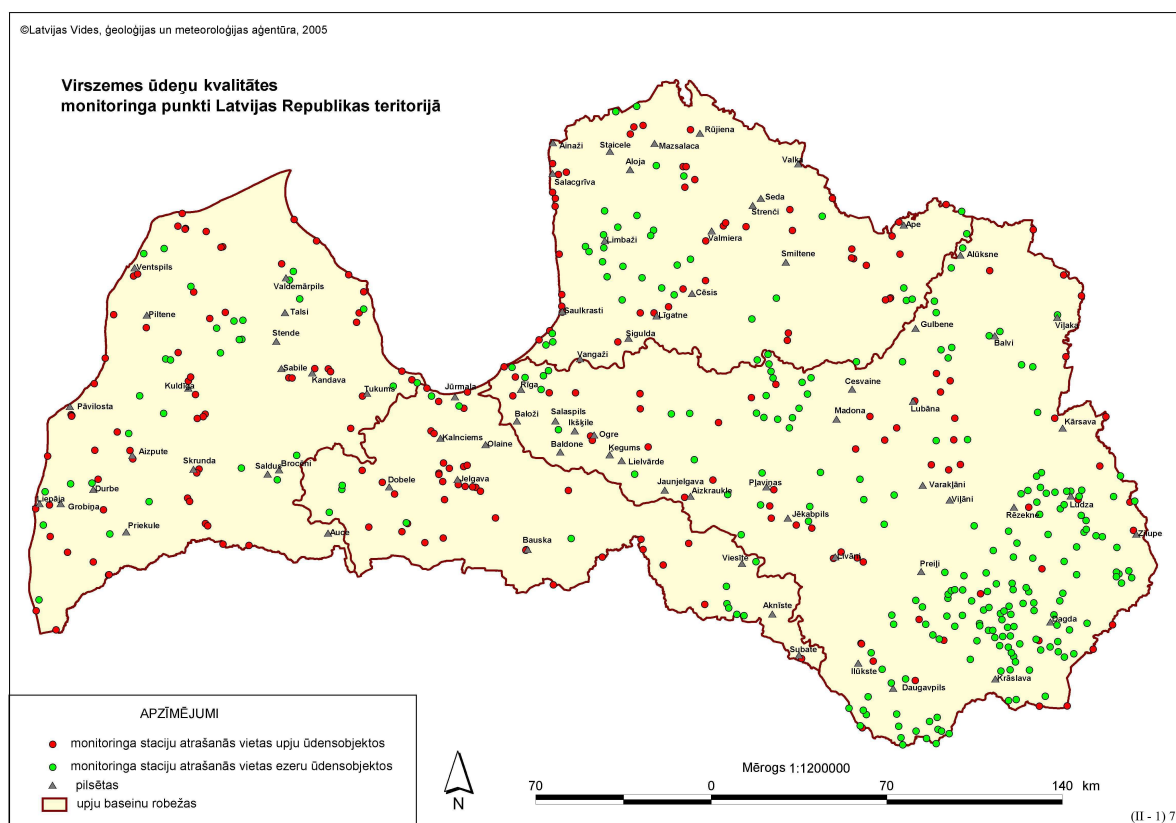 ©Latvijas Vides, ģeoloģijas un meteoroloģijas aģentūra, 2005
Virszemes ūdeņu kvalitātes
monitoringa punkti Latvijas Republikas teritorijā
Rūjiena
Ainaži
Staicele
Mazsalaca
Aloja
Valka
Salacgrīva
Seda
Strenči
Ape
Limbaži
Valmiera
Alūksne
Smiltene
Ventspils
Valdemārpils
Cēsis
Piltene
Talsi
Saulkrasti
Līgatne
Viļaka
Gulbene
Stende
Sigulda
Balvi
Vangaži
Sabile
Kandava
Kuldīga
Tukums
Jūrmala
Rīga
Cesvaine
Pāvilosta
Lubāna
Baloži
Salaspils
Madona
Ikšķile
Kārsava
Kalnciems
Olaine
Ogre
Aizpute
Baldone
Ķegums
Skrunda
Saldus
Brocēni
Lielvārde
Durbe
Dobele
Jelgava
Jaunjelgava
Aizkraukle
Pļaviņas
Varakļāni
Liepāja
Grobiņa
Viļāni
Rēzekne
Ludza
Jēkabpils
Priekule
Auce
Zilupe
Bauska
Viesīte
Līvāni
Preiļi
Aknīste
Dagda
Subate
Ilūkste
Krāslava
Daugavpils
APZĪMĒJUMI
monitoringa staciju atrašanās vietas upju ūdensobjektos
monitoringa staciju atrašanās vietas ezeru ūdensobjektos
pilsētas
upju baseinu robežas
N
Mērogs 1:1200000
70 0 70 140 km
(II - 1) 7